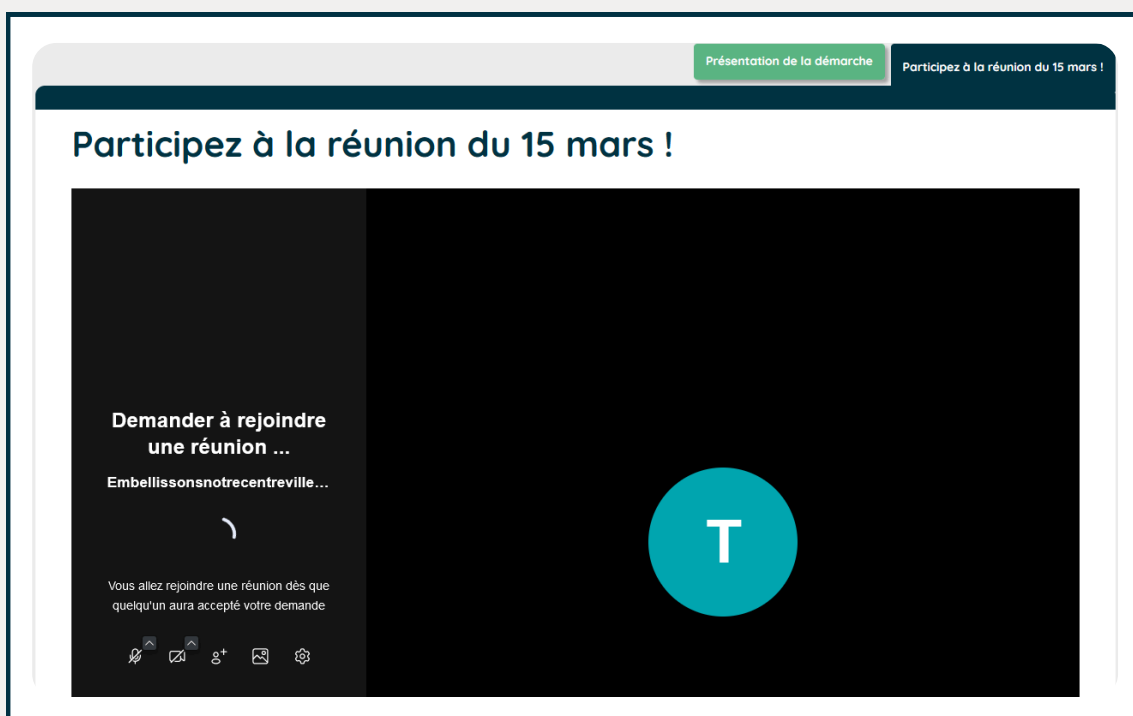 Présentation de la démarche
Participez à la réunion du 15 mars !
Participez à la réunion du 15 mars !
Demander à rejoindre
une réunion ...
Embellissonsnotrecentreville...
Vous allez rejoindre une réunion dès que
quelqu'un aura accepté votre demande
T